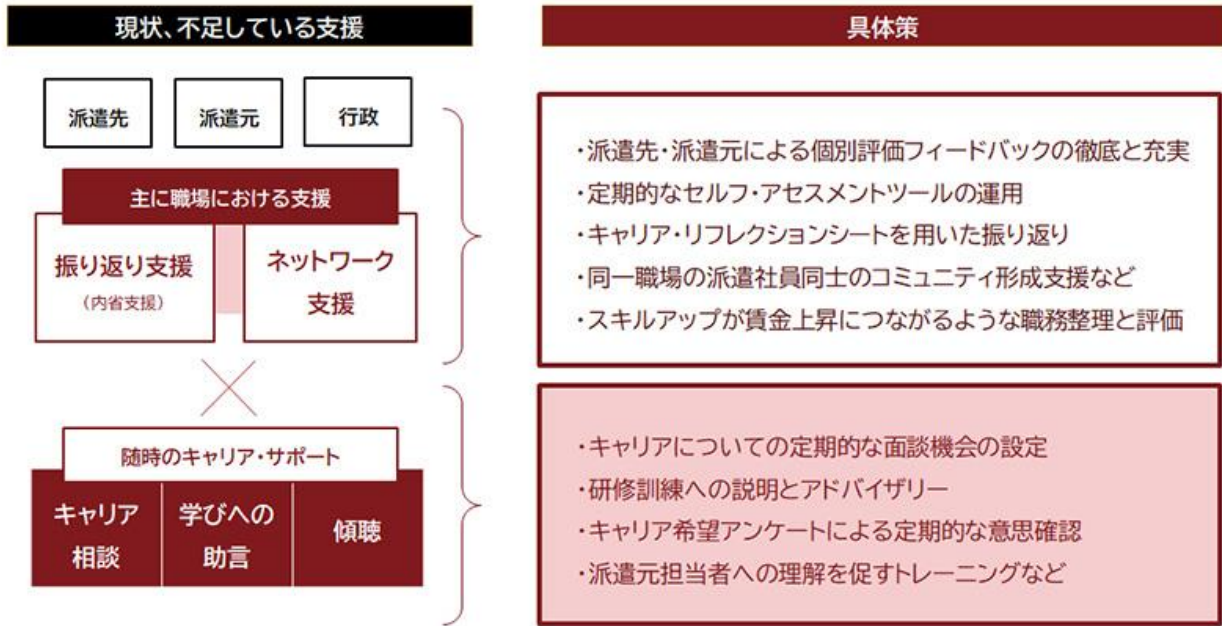 現状、不足している支援
派遣先
派遣元
行政
主に職場における支援
振り返り支援
（内省支援）
ネットワーク
支援
随時のキャリア・サポート
キャリア
相談
学びへの
助言
傾聴
具体策
・派遣先・派遣元による個別評価フィードバックの徹底と充実
・定期的なセルフ・アセスメントツールの運用
・キャリア・リフレクションシートを用いた振り返り
・同一職場の派遣社員同士のコミュニティ形成支援など
・スキルアップが賃金上昇につながるような職務整理と評価
・キャリアについての定期的な面談機会の設定
・研修訓練への説明とアドバイザリー
・キャリア希望アンケートによる定期的な意思確認
・派遣元担当者への理解を促すトレーニングなど